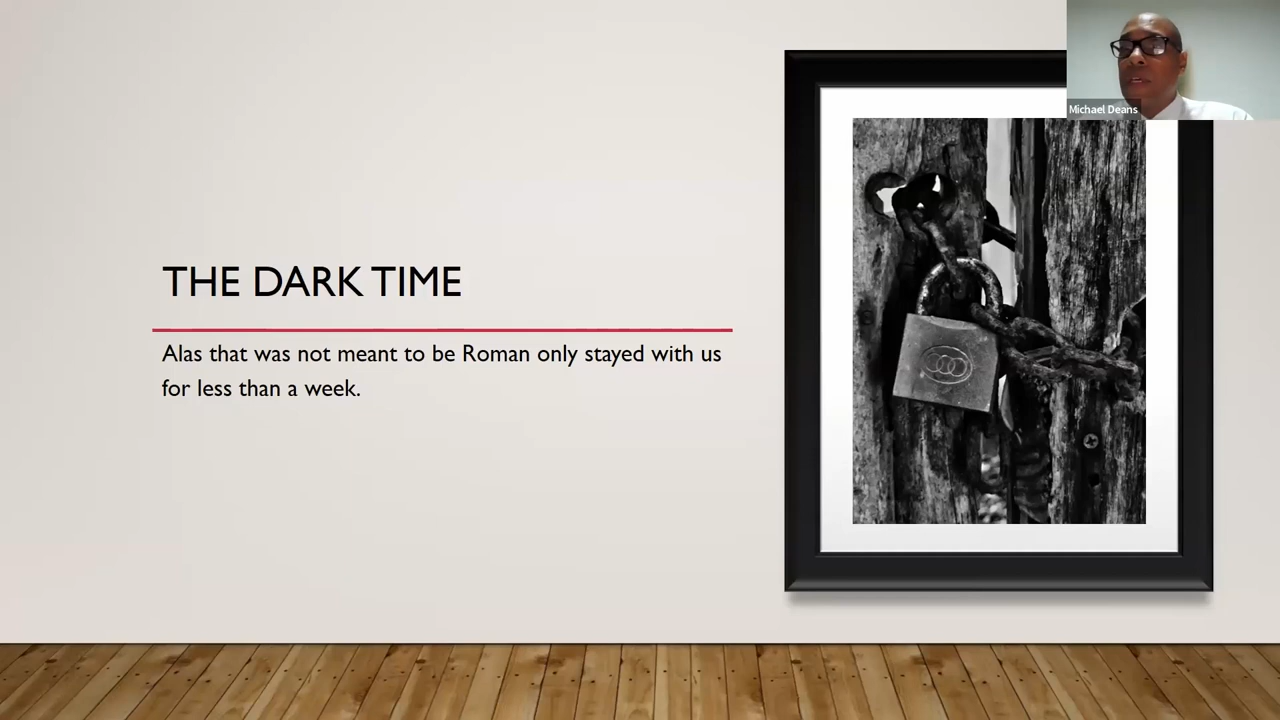 Michael Deans
THE DARK TIME
Alas that was not meant to be Roman only stayed with us
for less than a week.